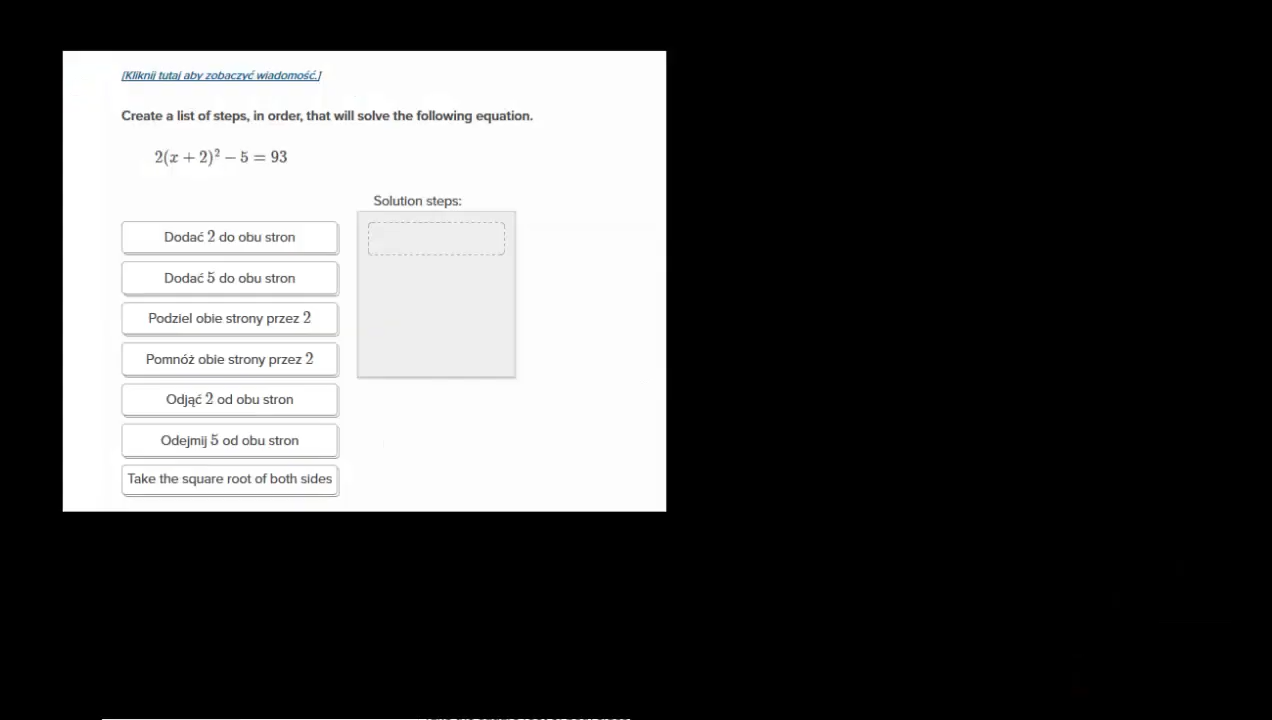 [Kliknij tutaj aby zobaczyć wiadomość.]
Create a list of steps, in order, that will solve the following equation.
2(x + 2)² − 5 = 93
Solution steps:
Dodać 2 do obu stron
Dodać 5 do obu stron
Podziel obie strony przez 2
Pomnóż obie strony przez 2
Odjąć 2 od obu stron
Odejmij 5 od obu stron
Take the square root of both sides